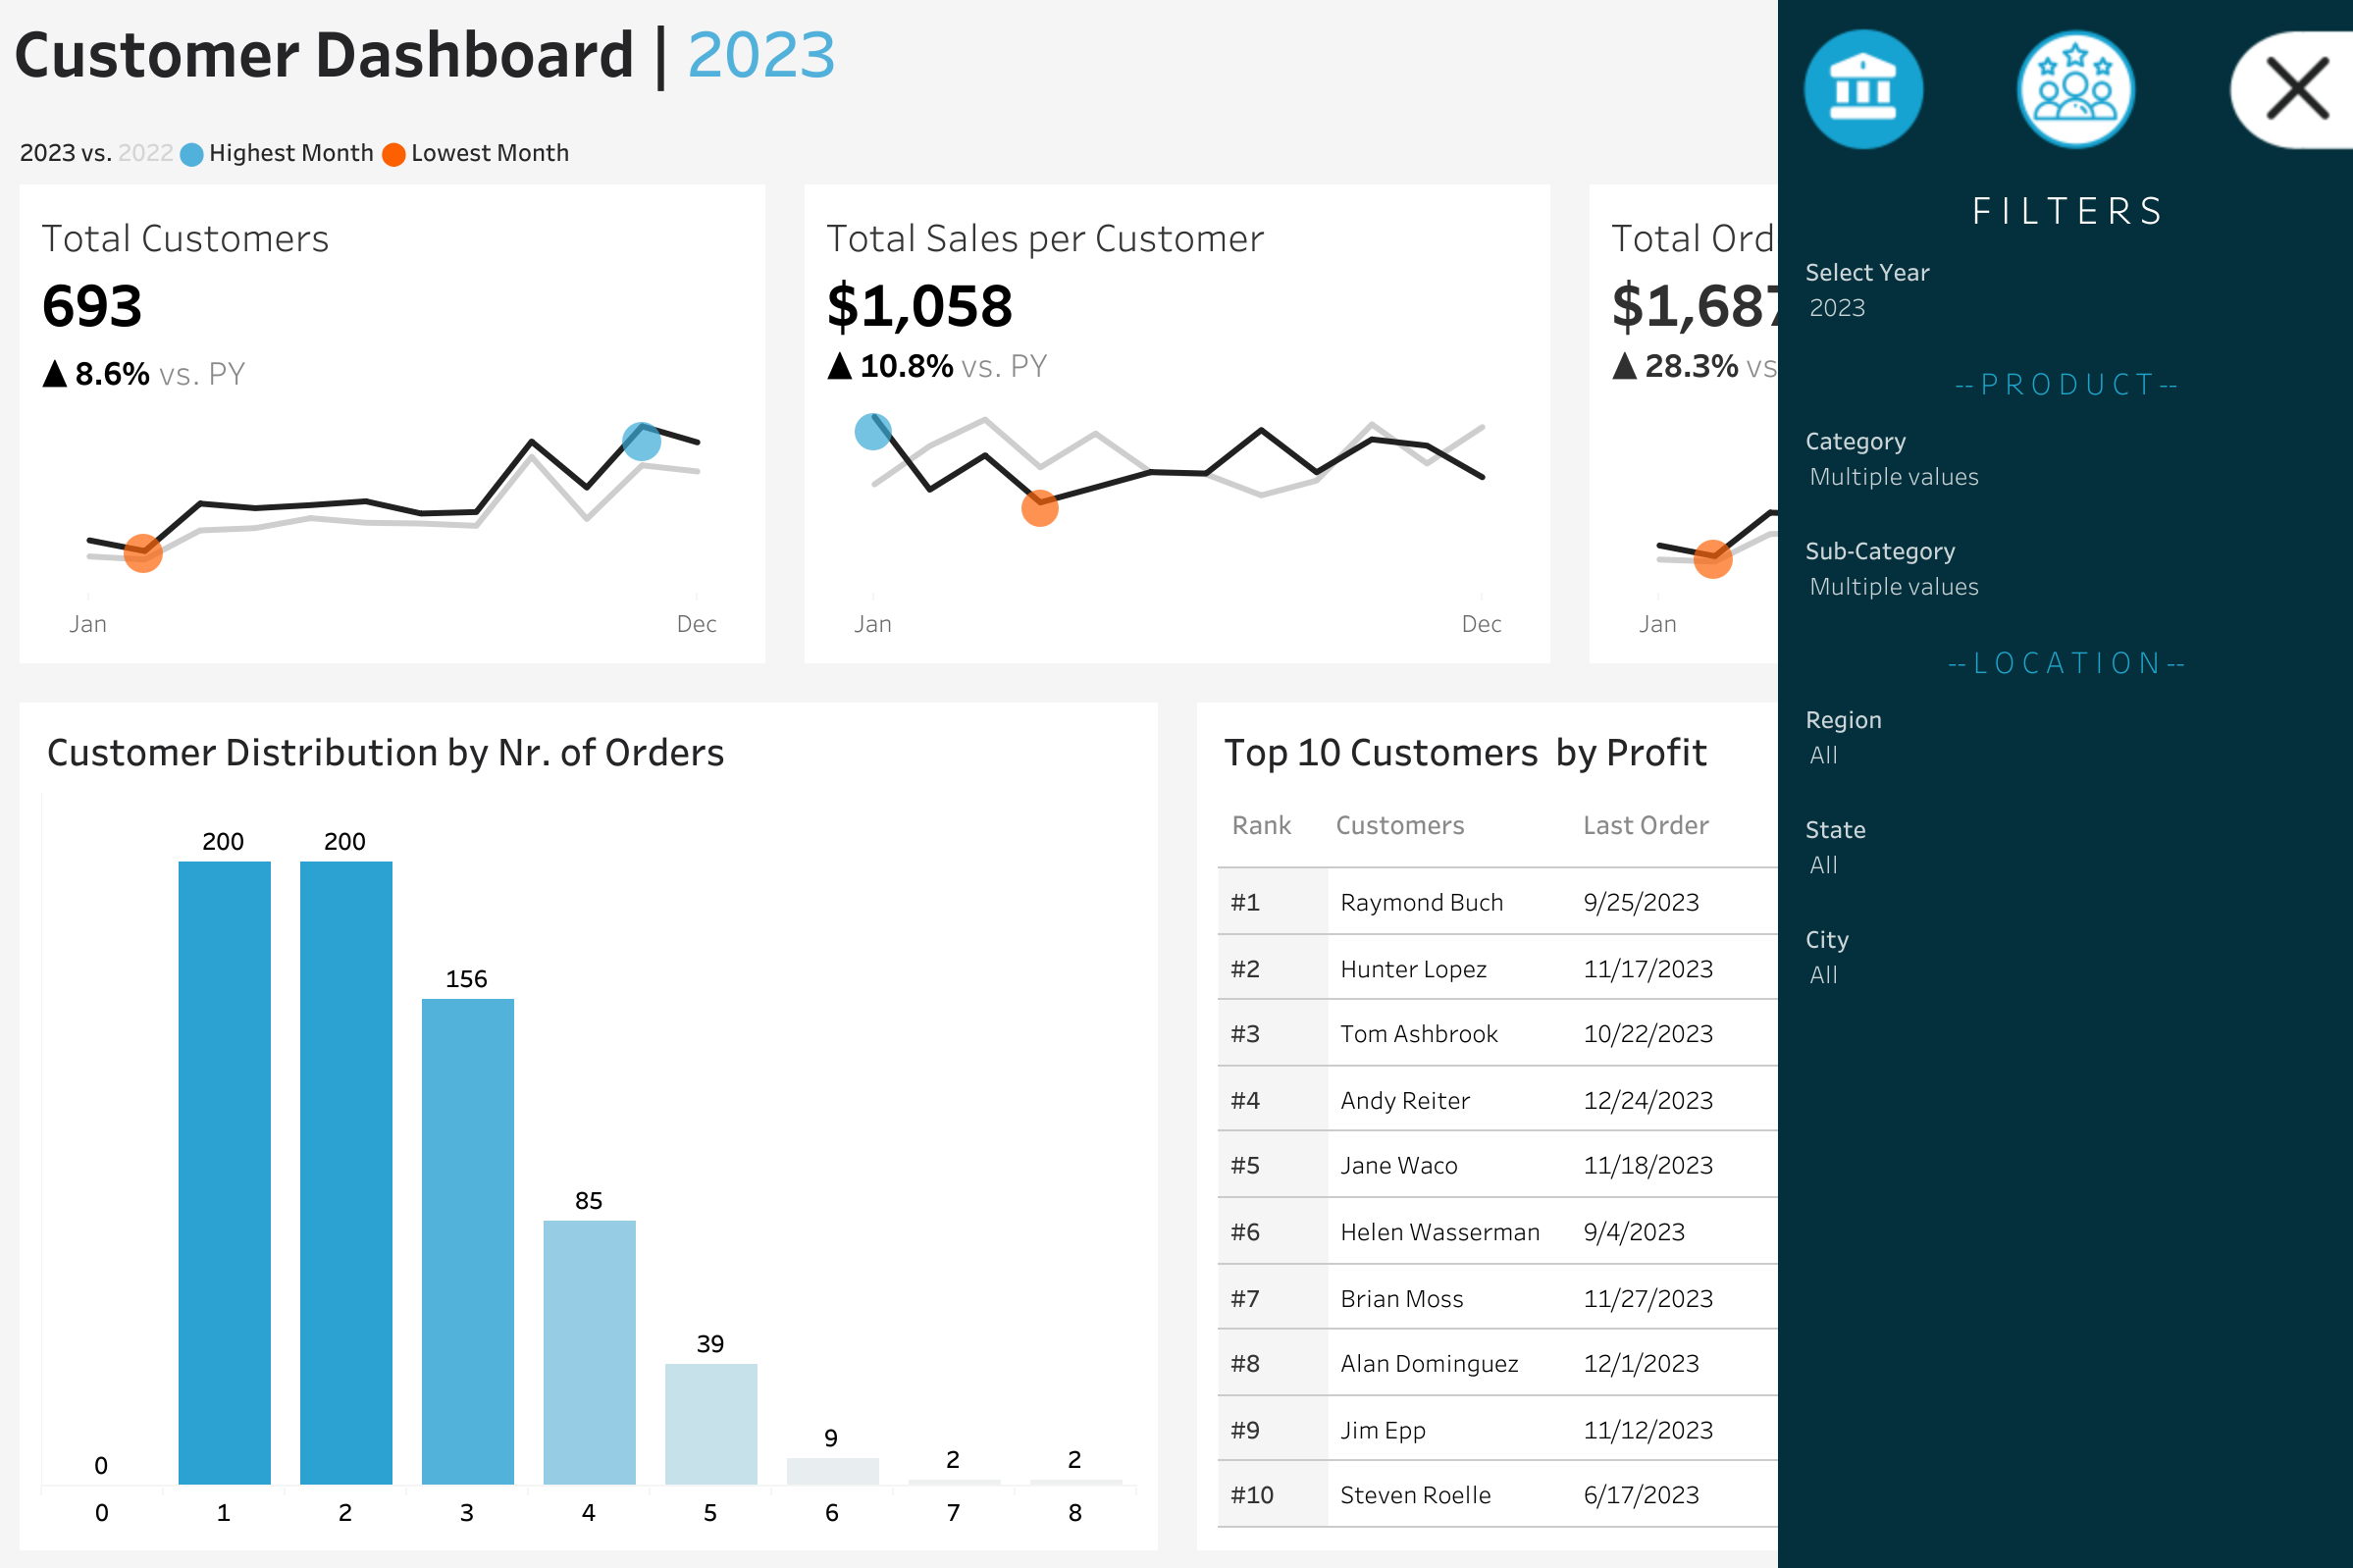 Customer Dashboard | 2023
2023 vs. 2022 Highest Month Lowest Month
Total Customers
693
▲ 8.6% vs. PY
Jan Dec
Total Sales per Customer
$1,058
▲ 10.8% vs. PY
Jan Dec
Total Ord
$1,687
▲ 28.3% vs
Jan
Customer Distribution by Nr. of Orders
0 200 200 156 85 39 9 2 2
0 1 2 3 4 5 6 7 8
Top 10 Customers by Profit
Rank Customers Last Order
#1 Raymond Buch 9/25/2023
#2 Hunter Lopez 11/17/2023
#3 Tom Ashbrook 10/22/2023
#4 Andy Reiter 12/24/2023
#5 Jane Waco 11/18/2023
#6 Helen Wasserman 9/4/2023
#7 Brian Moss 11/27/2023
#8 Alan Dominguez 12/1/2023
#9 Jim Epp 11/12/2023
#10 Steven Roelle 6/17/2023
FILTERS
Select Year
2023
--PRODUCT--
Category
Multiple values
Sub-Category
Multiple values
--LOCATION--
Region
All
State
All
City
All